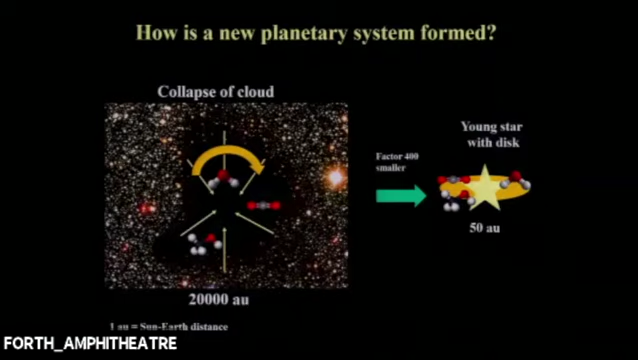 How is a new planetary system formed?
Collapse of cloud
Young star
with disk
Factor 400
smaller
50 au
20000 au
1 au = Sun-Earth distance
FORTH_AMPHITHEATRE